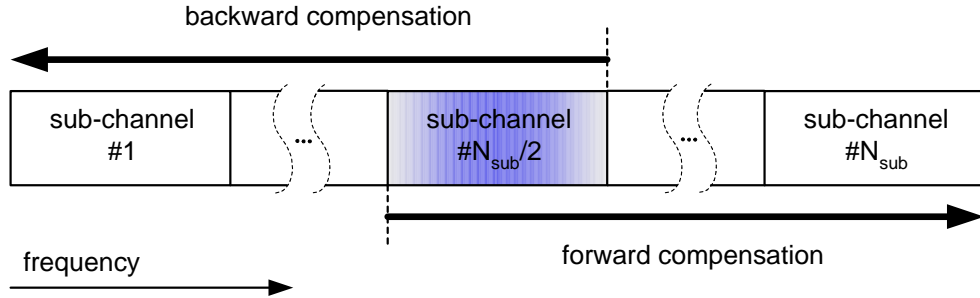 backward compensation
sub-channel
#1
...
sub-channel
#N_sub/2
...
sub-channel
#N_sub
forward compensation
frequency